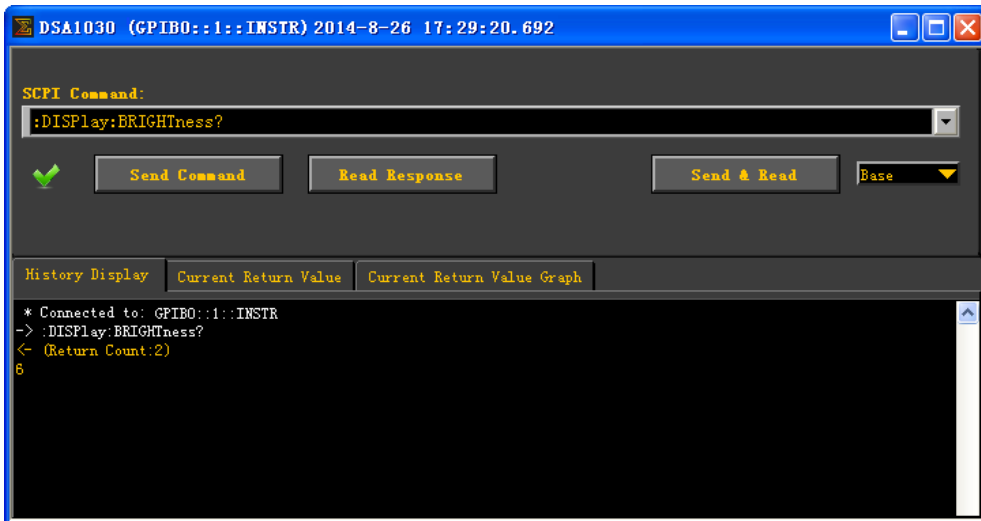 DSA1030 (GPIB0::1::INSTR) 2014-8-26 17:29:20.692
SCPI Command:
:DISPlay:BRIGHTness?
Send Command Read Response Send & Read Base
History Display Current Return Value Current Return Value Graph
* Connected to: GPIB0::1::INSTR
-> :DISPlay:BRIGHTness?
<- (Return Count:2)
6